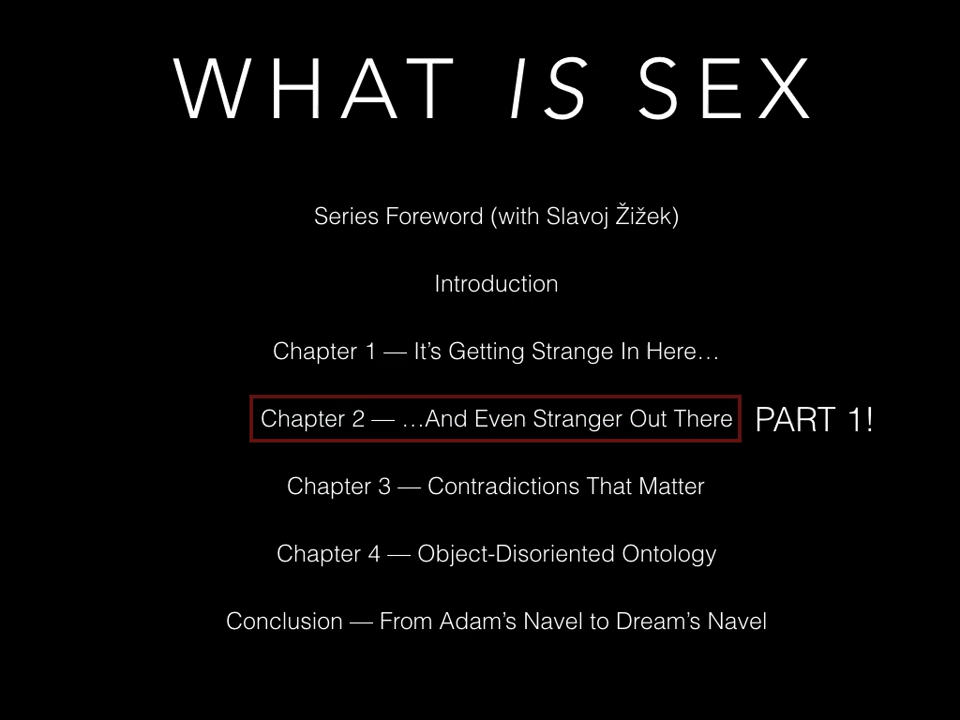 WHAT IS SEX
Series Foreword (with Slavoj Žižek)
Introduction
Chapter 1 — It’s Getting Strange In Here…
Chapter 2 — …And Even Stranger Out There PART 1!
Chapter 3 — Contradictions That Matter
Chapter 4 — Object-Disoriented Ontology
Conclusion — From Adam’s Navel to Dream’s Navel